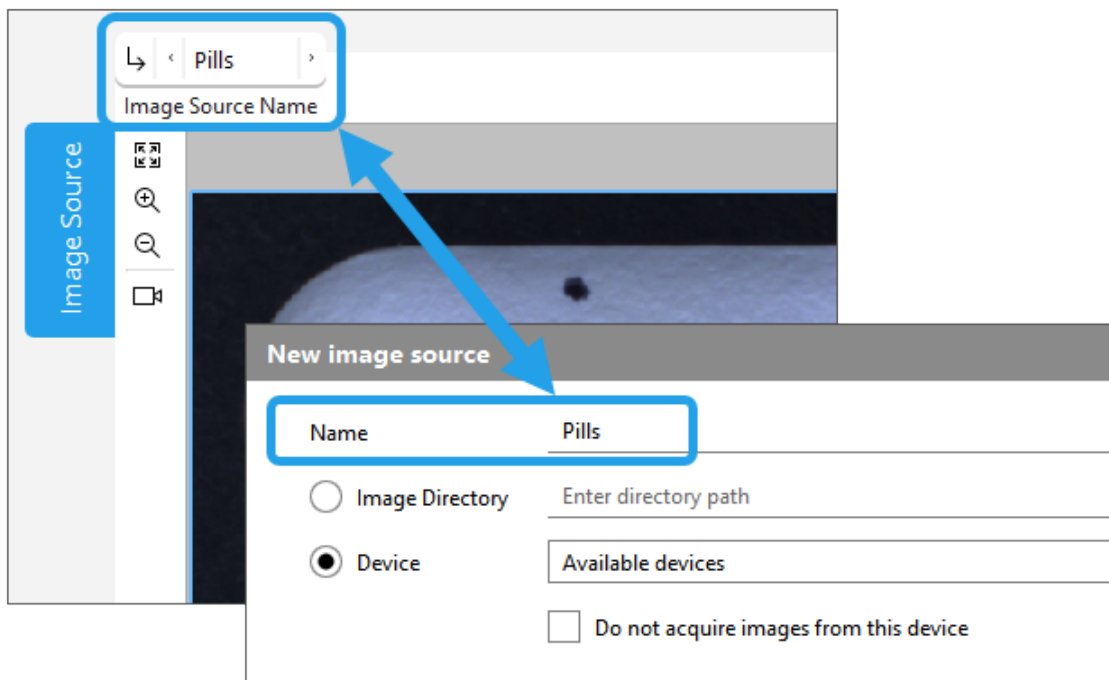 Pills
Image Source Name
Image Source
New image source
Name Pills
Image Directory Enter directory path
Device Available devices
Do not acquire images from this device